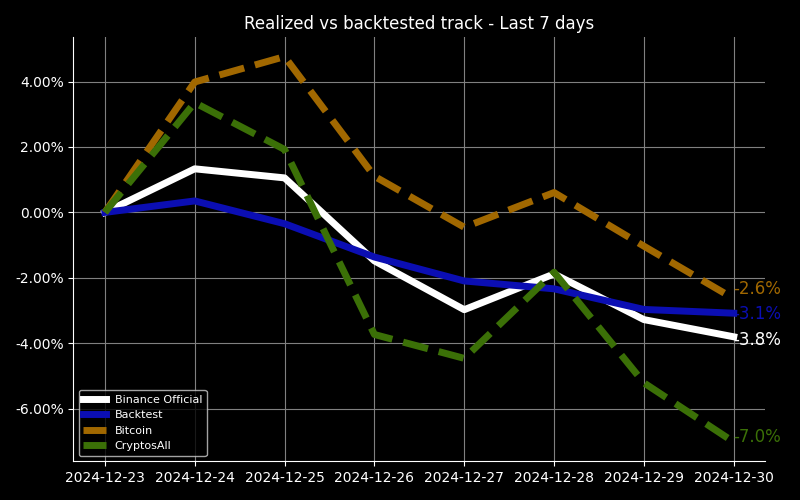 Realized vs backtested track - Last 7 days
4.00%
2.00%
0.00%
-2.00%
-4.00%
-6.00%
-2.6%
-3.1%
-3.8%
-7.0%
Binance Official
Backtest
Bitcoin
CryptosAll
2024-12-23 2024-12-24 2024-12-25 2024-12-26 2024-12-27 2024-12-28 2024-12-29 2024-12-30